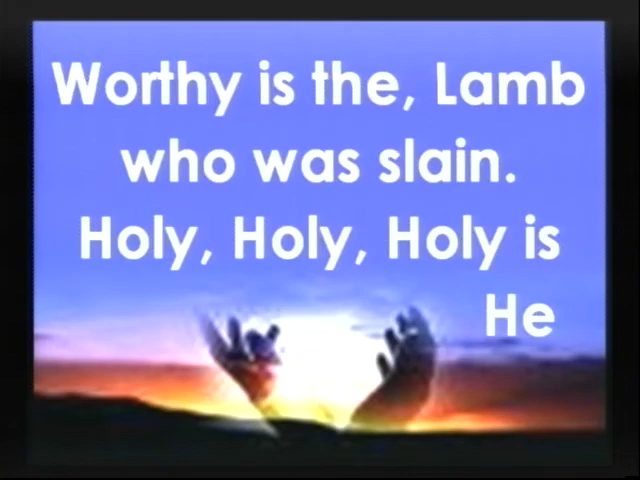 Worthy is the, Lamb
who was slain.
Holy, Holy, Holy is
He